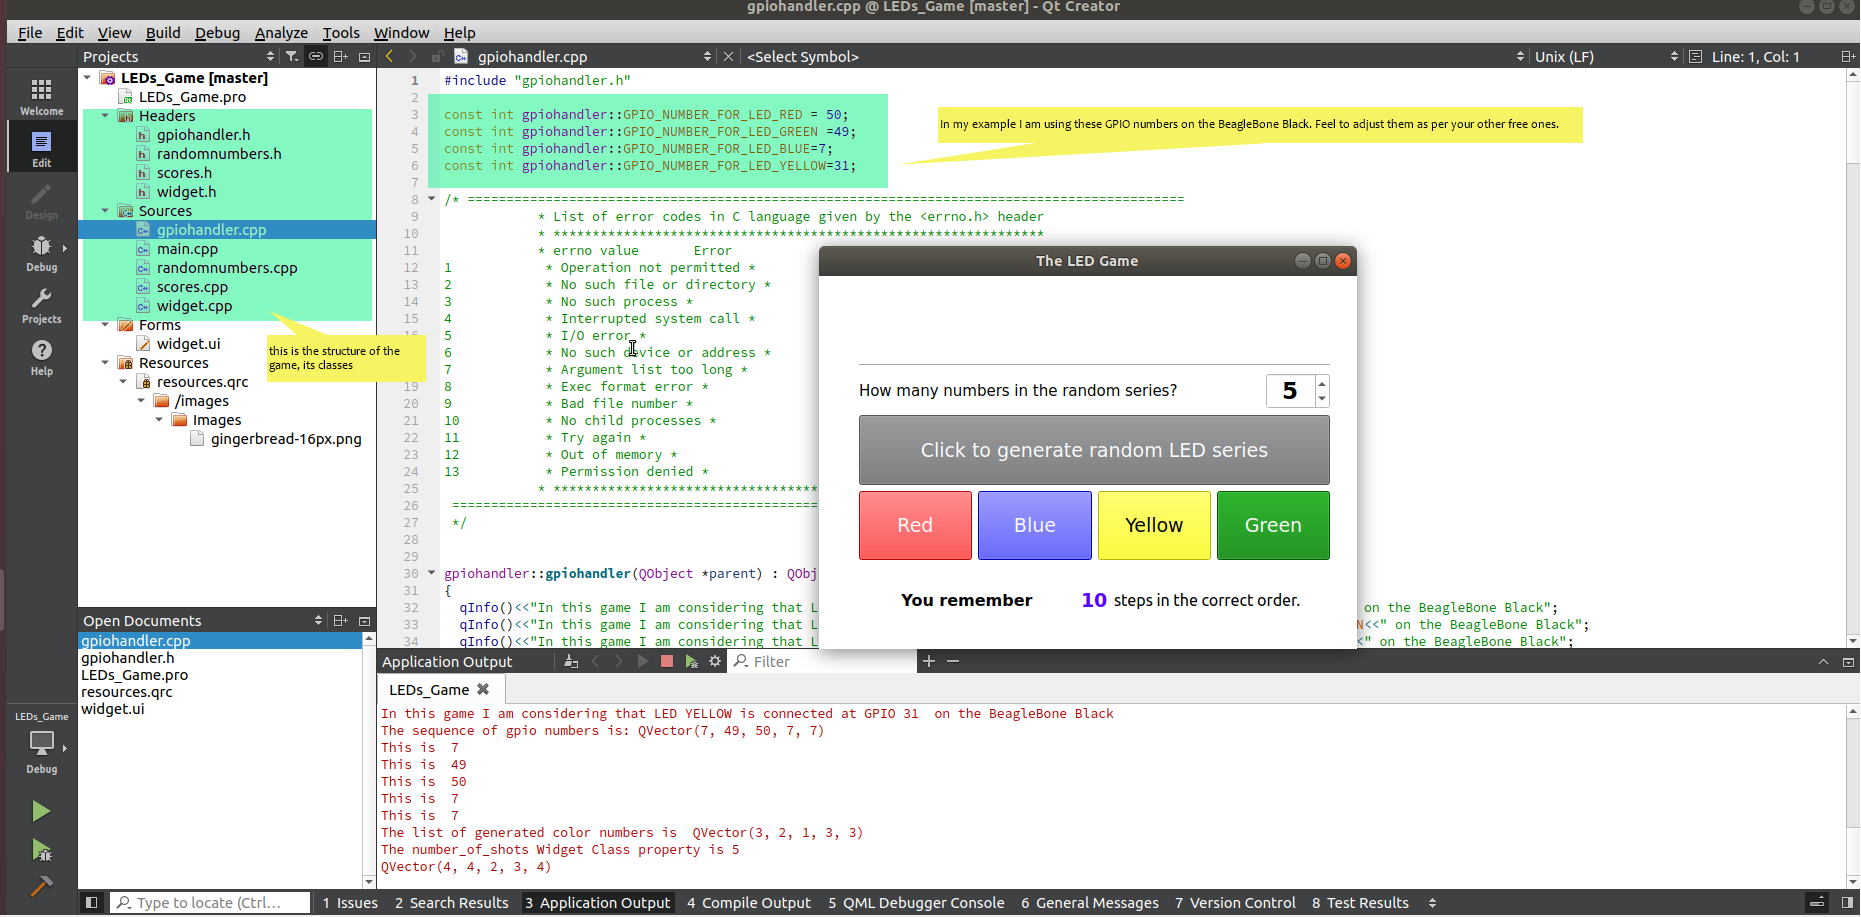 gpiohandler.cpp @ LEDs_Game [master] - Qt Creator
File Edit View Build Debug Analyze Tools Window Help
Projects
gpiohandler.cpp
<Select Symbol>
Unix (LF)
Line: 1, Col: 1
Welcome
Edit
Design
Debug
Projects
Help
LEDs_Game [master]
LEDs_Game.pro
Headers
gpiohandler.h
randomnumbers.h
scores.h
widget.h
Sources
gpiohandler.cpp
main.cpp
randomnumbers.cpp
scores.cpp
widget.cpp
Forms
widget.ui
Resources
resources.qrc
/images
Images
gingerbread-16px.png
this is the structure of the
game, its classes
1 #include "gpiohandler.h"
2
3 const int gpiohandler::GPIO_NUMBER_FOR_LED_RED = 50;
4 const int gpiohandler::GPIO_NUMBER_FOR_LED_GREEN =49;
5 const int gpiohandler::GPIO_NUMBER_FOR_LED_BLUE=7;
6 const int gpiohandler::GPIO_NUMBER_FOR_LED_YELLOW=31;
7
In my example I am using these GPIO numbers on the BeagleBone Black. Feel to adjust them as per your other free ones.
8 /* ============================================================================================
9 * List of error codes in C language given by the <errno.h> header
10 * ***************************************************************
11 * errno value Error
12 1 * Operation not permitted *
13 2 * No such file or directory *
14 3 * No such process *
15 4 * Interrupted system call *
5 * I/O error *
6 * No such device or address *
7 * Argument list too long *
19 8 * Exec format error *
20 9 * Bad file number *
21 10 * No child processes *
22 11 * Try again *
23 12 * Out of memory *
24 13 * Permission denied *
25 * **********************************
26 ===============================================
27 */
28
29
30 gpiohandler::gpiohandler(QObject *parent) : QObj
31 {
32 qInfo()<<"In this game I am considering that L on the BeagleBone Black";
33 qInfo()<<"In this game I am considering that L N<<" on the BeagleBone Black";
34 qInfo()<<"In this game I am considering that L <" on the BeagleBone Black";
The LED Game
How many numbers in the random series? 5
Click to generate random LED series
Red Blue Yellow Green
You remember 10 steps in the correct order.
Open Documents
gpiohandler.cpp
gpiohandler.h
LEDs_Game.pro
resources.qrc
widget.ui
LEDs_Game
Debug
Application Output
Filter
LEDs_Game
In this game I am considering that LED YELLOW is connected at GPIO 31 on the BeagleBone Black
The sequence of gpio numbers is: QVector(7, 49, 50, 7, 7)
This is 7
This is 49
This is 50
This is 7
This is 7
The list of generated color numbers is QVector(3, 2, 1, 3, 3)
The number_of_shots Widget Class property is 5
QVector(4, 4, 2, 3, 4)
Type to locate (Ctrl...
1 Issues 2 Search Results 3 Application Output 4 Compile Output 5 QML Debugger Console 6 General Messages 7 Version Control 8 Test Results